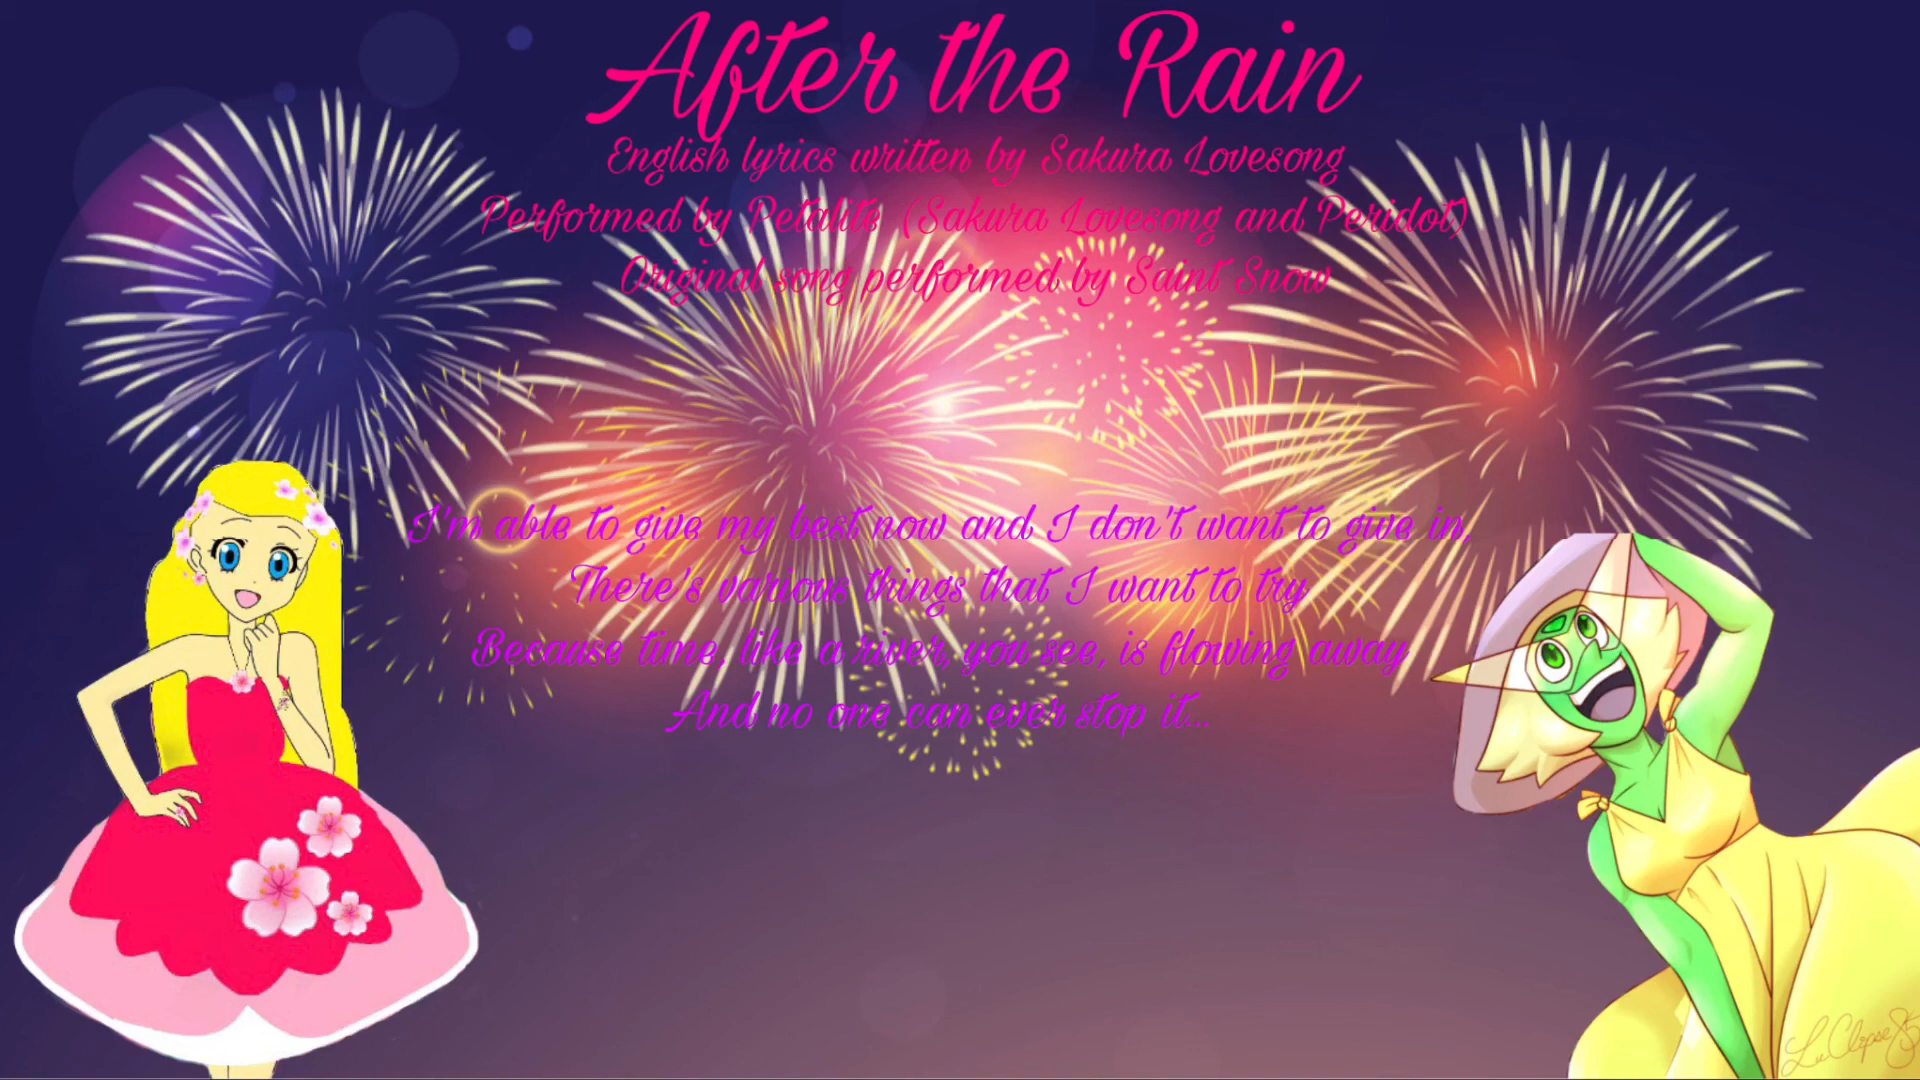 After the Rain
English lyrics written by Sakura Lovesong
Performed by Petalite (Sakura Lovesong and Peridot)
Original song performed by Saint Snow
I'm able to give my best now and I don't want to give in,
There's various things that I want to try
Because time, like a river, you see, is flowing away
And no one can ever stop it...